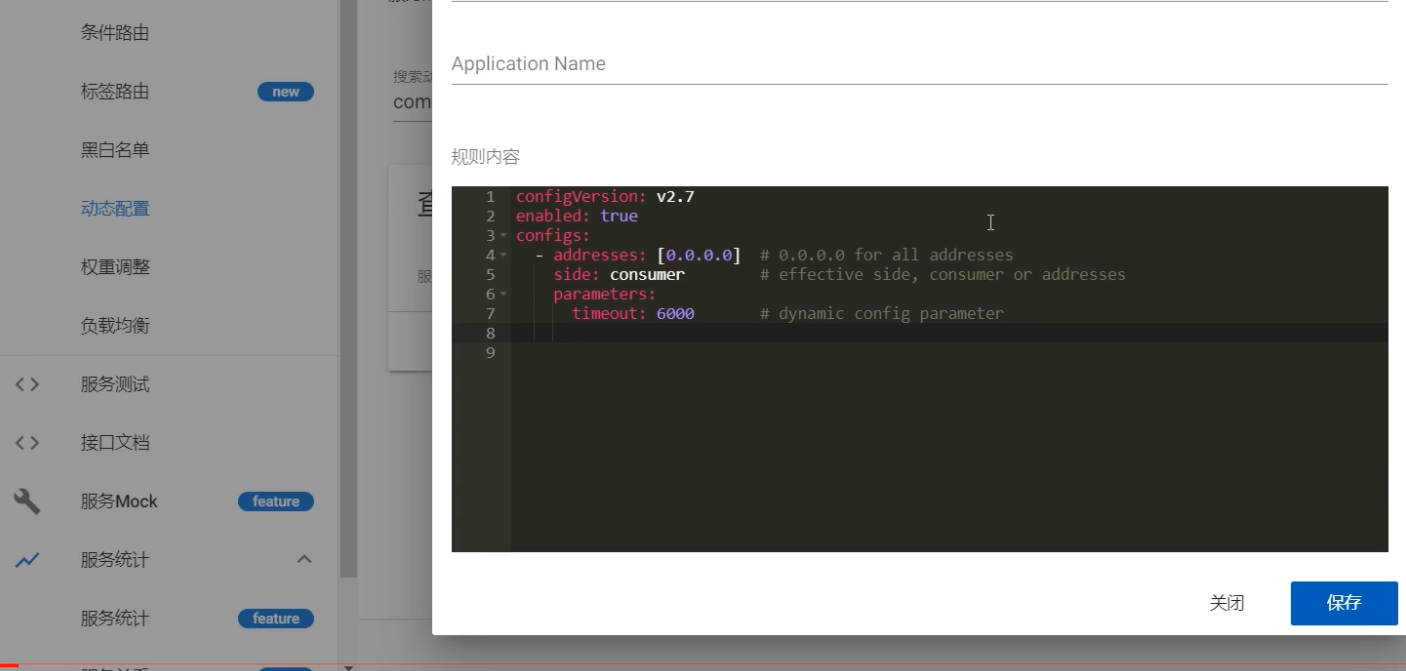 条件路由
标签路由
new
黑白名单
动态配置
权重调整
负载均衡
服务测试
接口文档
服务Mock
feature
服务统计
服务统计
feature
搜索动
com
服
Application Name
规则内容
1 configVersion: v2.7
2 enabled: true
3 configs:
4 - addresses: [0.0.0.0] # 0.0.0.0 for all addresses
5 side: consumer # effective side, consumer or addresses
6 parameters:
7 timeout: 6000 # dynamic config parameter
8
9
关闭
保存